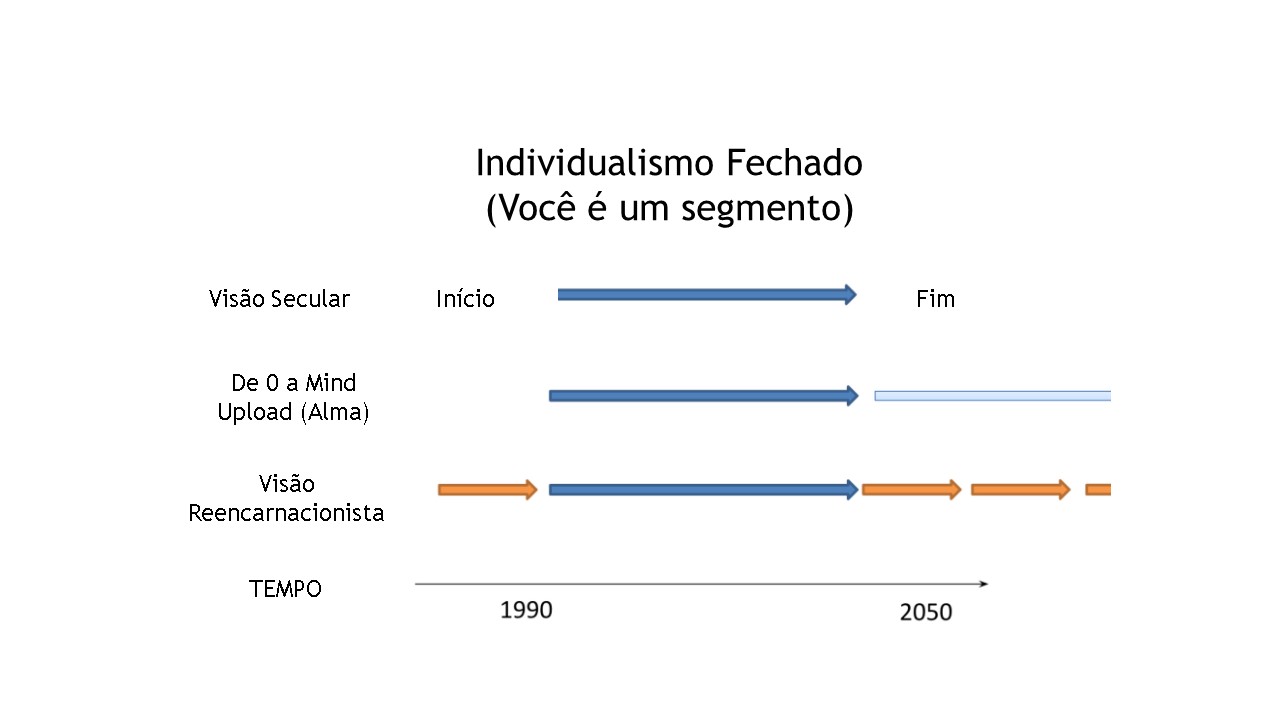 Individualismo Fechado
(Você é um segmento)
Visão Secular
Início
Fim
De 0 a Mind
Upload (Alma)
Visão
Reencarnacionista
TEMPO
1990
2050